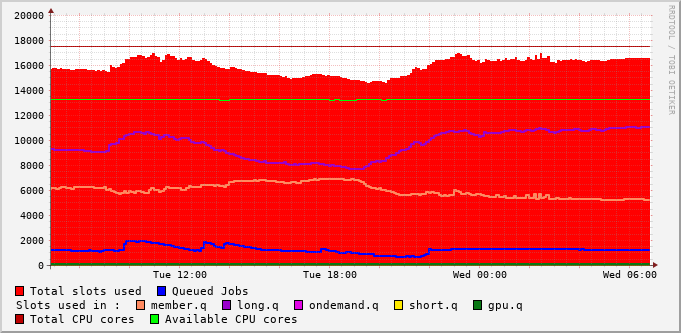 20000
18000
16000
14000
12000
10000
8000
6000
4000
2000
0
Tue 12:00 Tue 18:00 Wed 00:00 Wed 06:00
RRDTOOL / TOBI OETIKER
Total slots used Queued Jobs
Slots used in : member.q long.q ondemand.q short.q gpu.q
Total CPU cores Available CPU cores